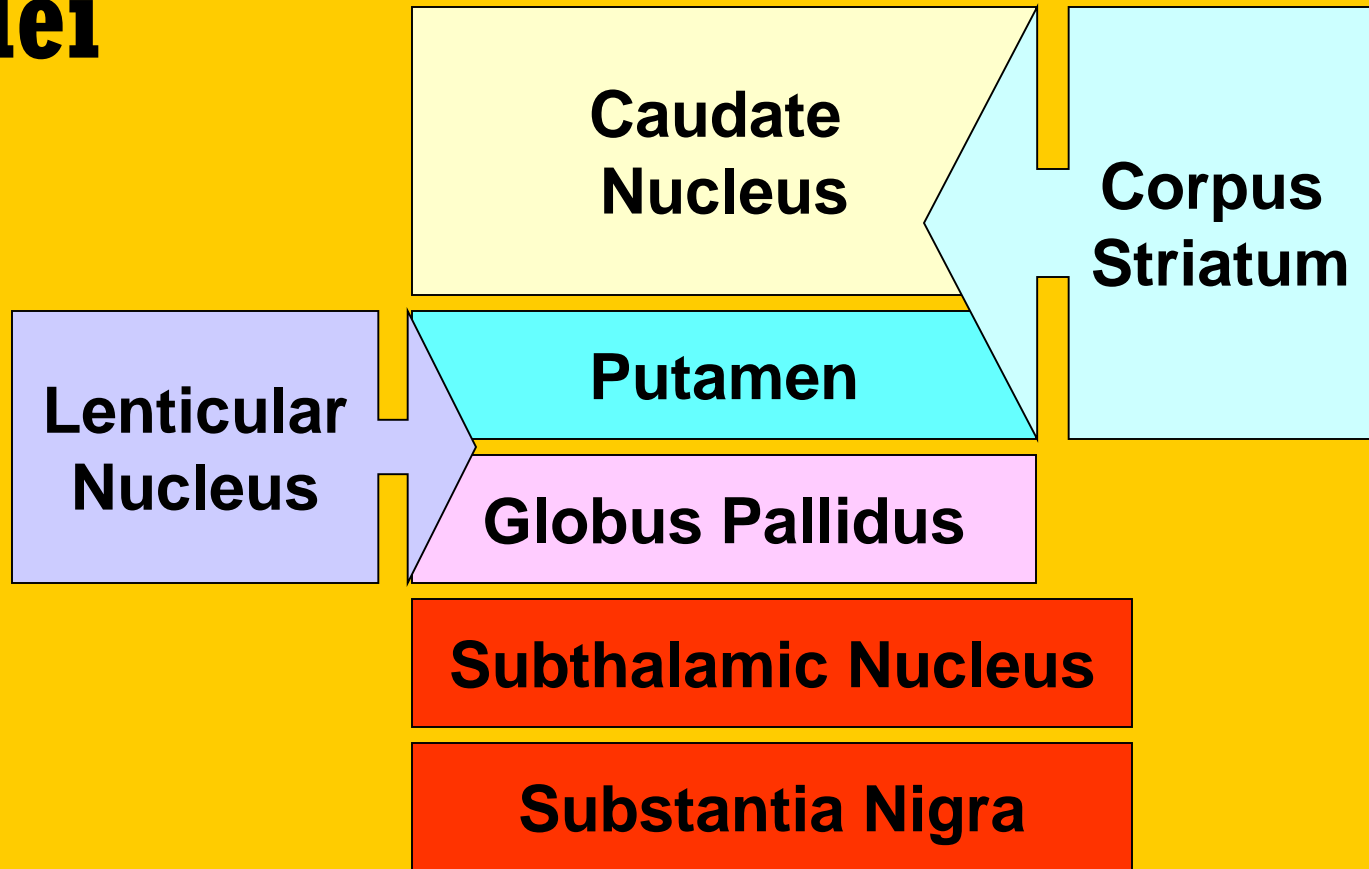 Caudate
Nucleus
Corpus
Striatum
Putamen
Lenticular
Nucleus
Globus Pallidus
Subthalamic Nucleus
Substantia Nigra